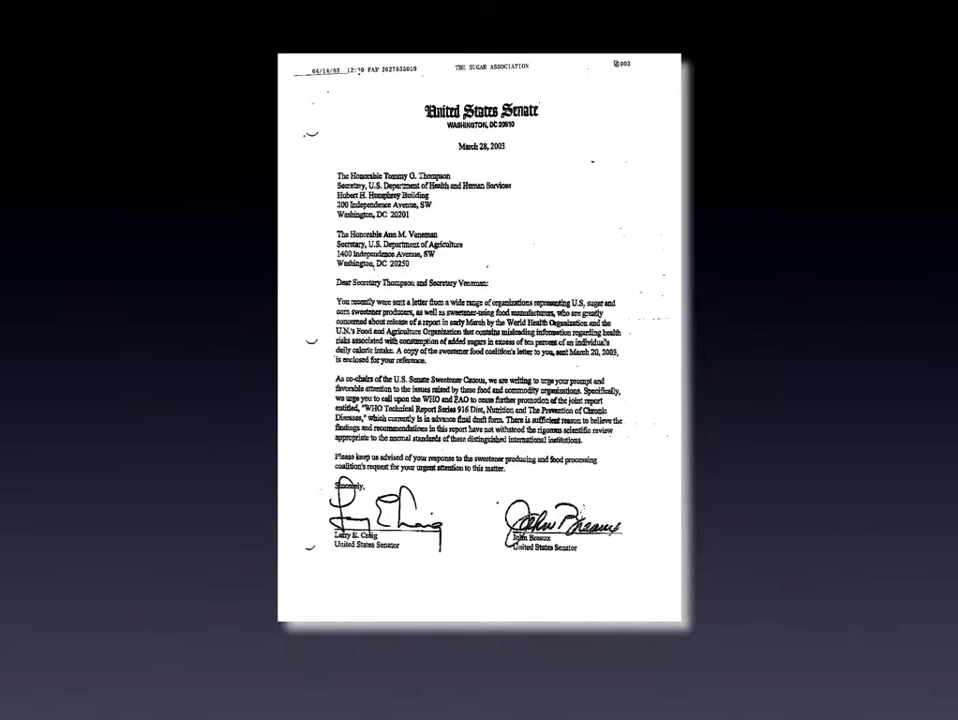 04/14/03 12:19 FAX 2027855019 THE SUGAR ASSOCIATION 003
United States Senate
WASHINGTON, DC 20510
March 28, 2003
The Honorable Tommy G. Thompson
Secretary, U.S. Department of Health and Human Services
Hubert H. Humphrey Building
200 Independence Avenue, SW
Washington, DC 20201
The Honorable Ann M. Veneman
Secretary, U.S. Department of Agriculture
1400 Independence Avenue, SW
Washington, DC 20250
Dear Secretary Thompson and Secretary Veneman:
You recently were sent a letter from a wide range of organizations representing U.S. sugar and
corn sweetener producers, as well as sweetener-using food manufacturers, who are greatly
concerned about release of a report in early March by the World Health Organization and the
U.N.'s Food and Agriculture Organization that contains misleading information regarding health
risks associated with consumption of added sugars in excess of ten percent of an individual's
daily caloric intake. A copy of the sweetener food coalition's letter to you, sent March 20, 2003,
is enclosed for your reference.
As co-chairs of the U.S. Senate Sweetener Caucus, we are writing to urge your prompt and
favorable attention to the issues raised by these food and commodity organizations. Specifically,
we urge you to call upon the WHO and FAO to cease further promotion of the joint report
entitled, "WHO Technical Report Series 916 Diet, Nutrition and The Prevention of Chronic
Diseases," which currently is in advance final draft form. There is sufficient reason to believe the
findings and recommendations in this report have not withstood the rigorous scientific review
appropriate to the normal standards of these distinguished international institutions.
Please keep us advised of your response to the sweetener producing and food processing
coalition's request for your urgent attention to this matter.
Sincerely,
Larry E Craig John Breaux
Larry E. Craig John Breaux
United States Senator United States Senator